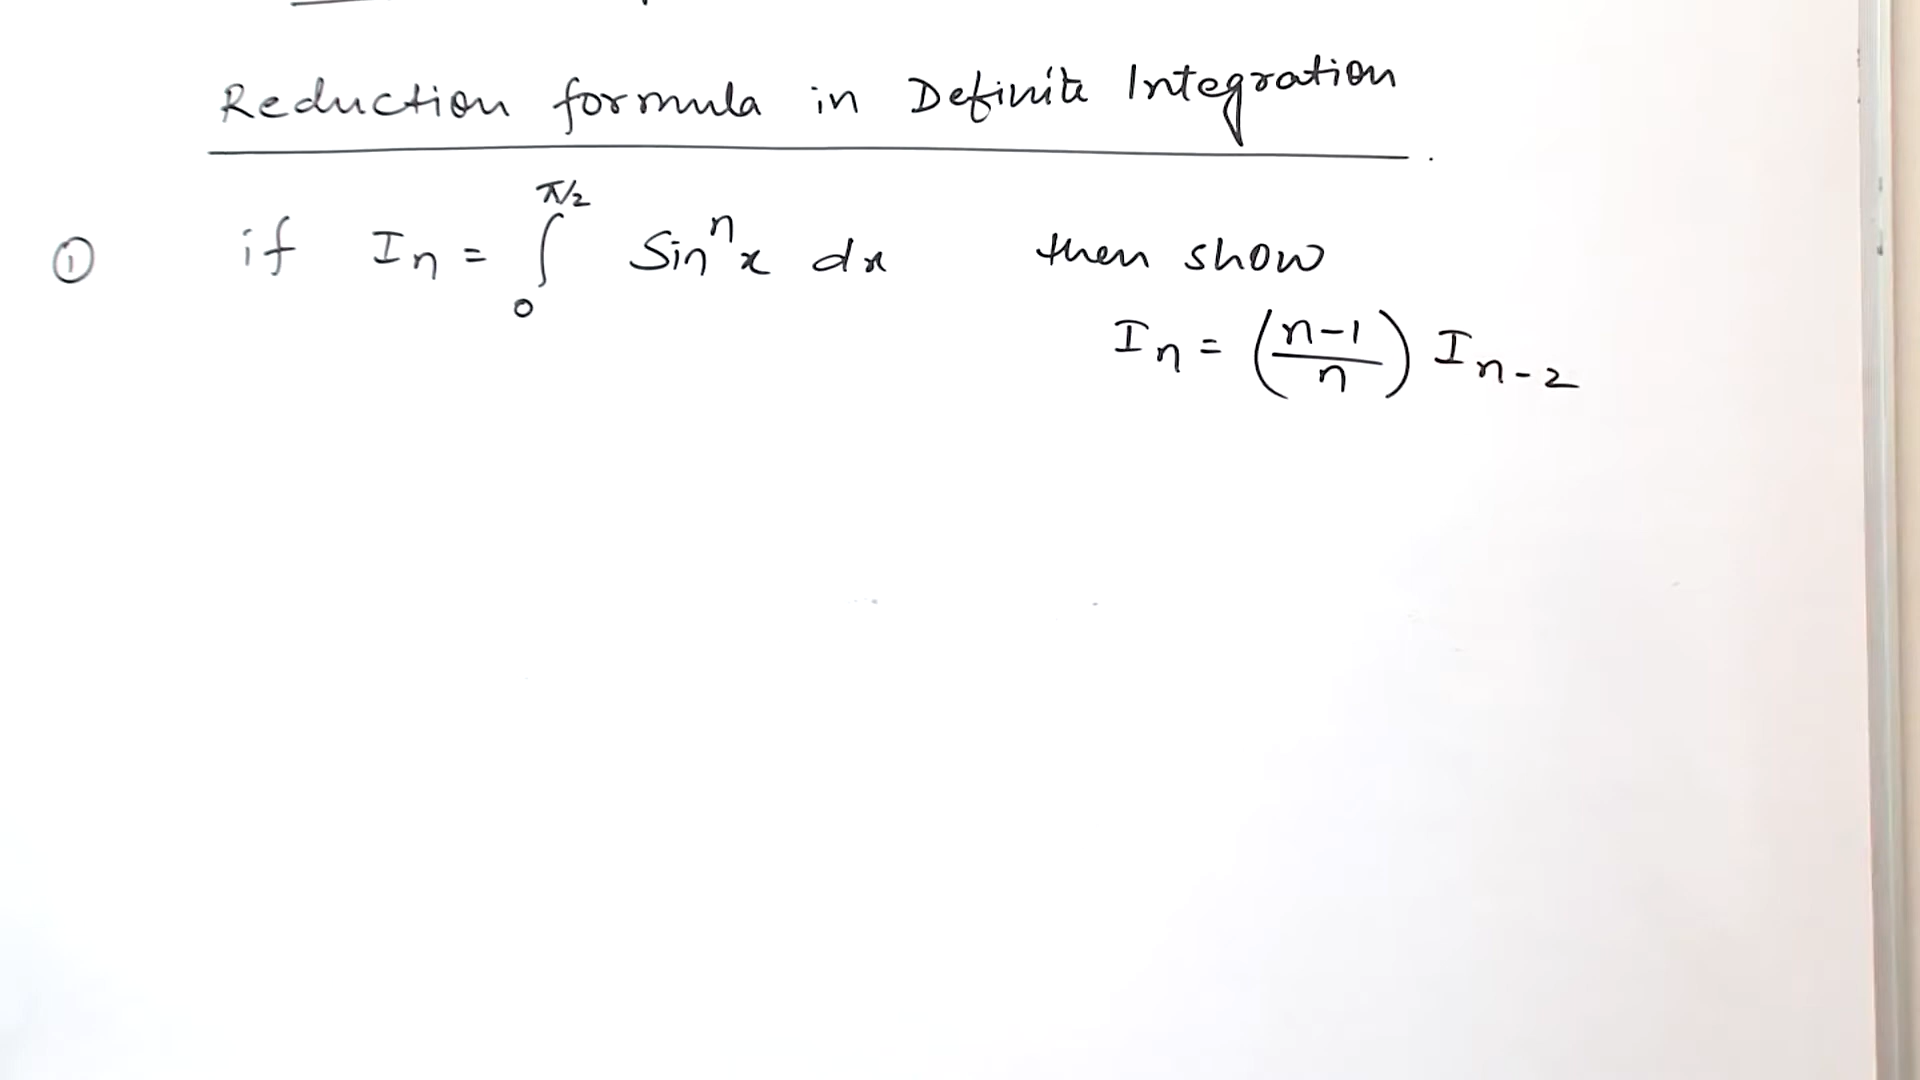 Reduction formula in Definite Integration
① if Iₙ = ∫₀^(π/2) Sinⁿx dx then show
Iₙ = ((n-1)/n) Iₙ₋₂